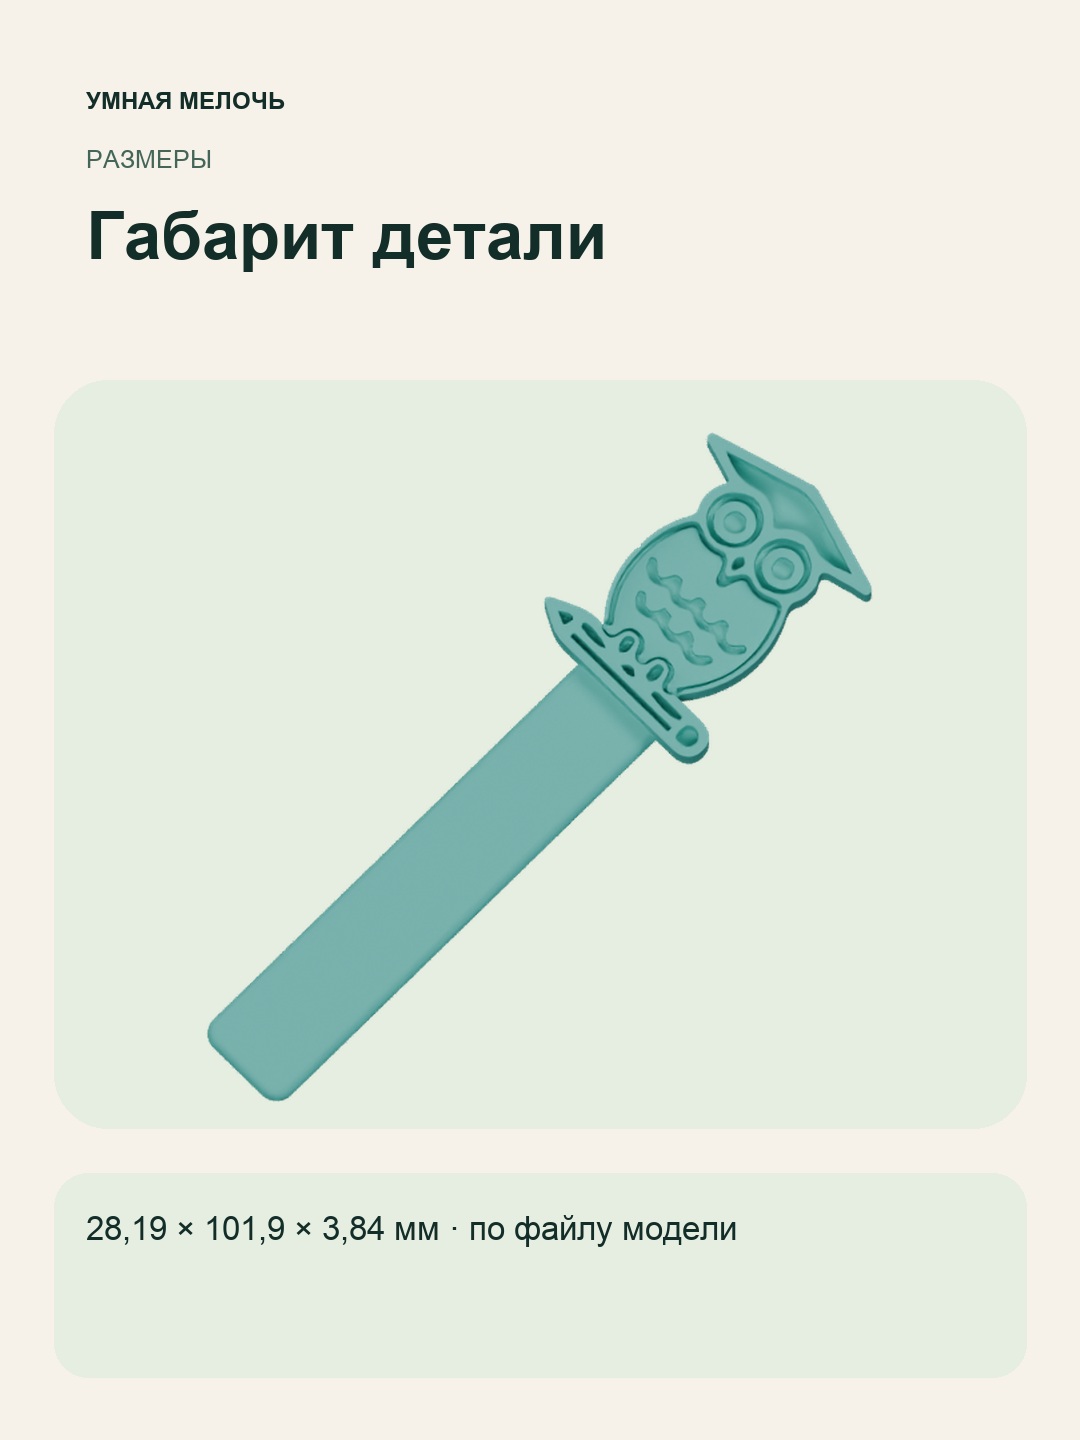 УМНАЯ МЕЛОЧЬ
РАЗМЕРЫ
Габарит детали
28,19 × 101,9 × 3,84 мм · по файлу модели